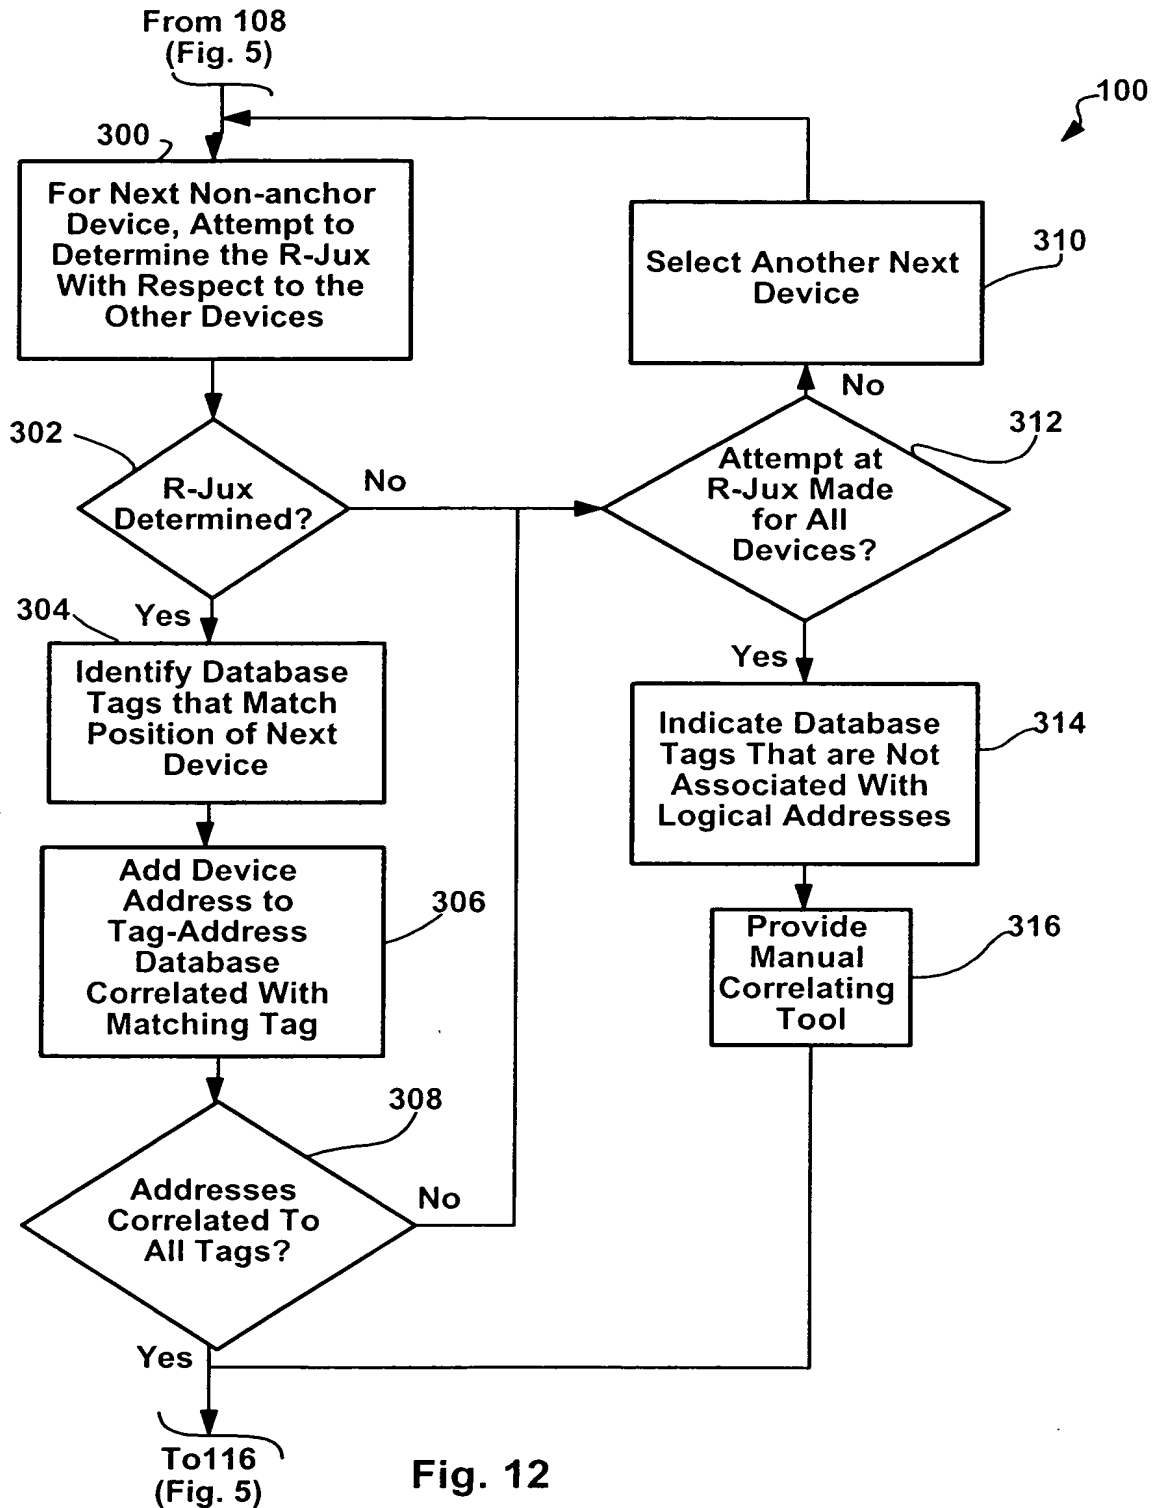 From 108
(Fig. 5)
100
300
For Next Non-anchor
Device, Attempt to
Determine the R-Jux
With Respect to the
Other Devices
Select Another Next
Device
310
No
302
R-Jux
Determined?
No
312
Attempt at
R-Jux Made
for All
Devices?
304
Yes
Identify Database
Tags that Match
Position of Next
Device
Yes
Indicate Database
Tags That are Not
Associated With
Logical Addresses
314
Add Device
Address to
Tag-Address
Database
Correlated With
Matching Tag
306
Provide
Manual
Correlating
Tool
316
308
Addresses
Correlated To
All Tags?
No
Yes
To116
(Fig. 5)
Fig. 12